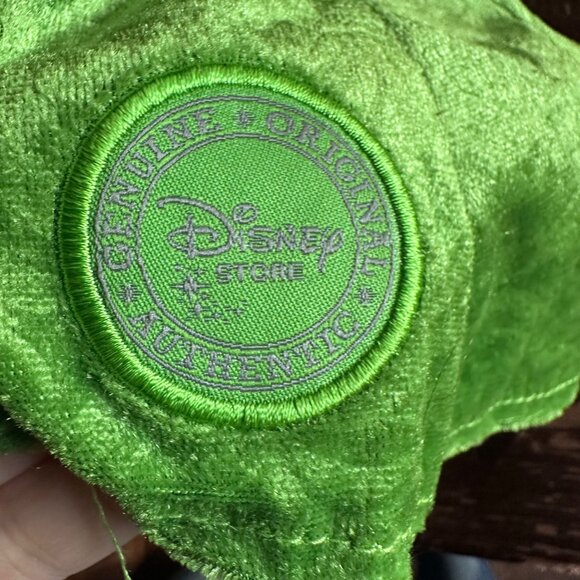 GENUINE * ORIGINAL * AUTHENTIC *
Disney
STORE